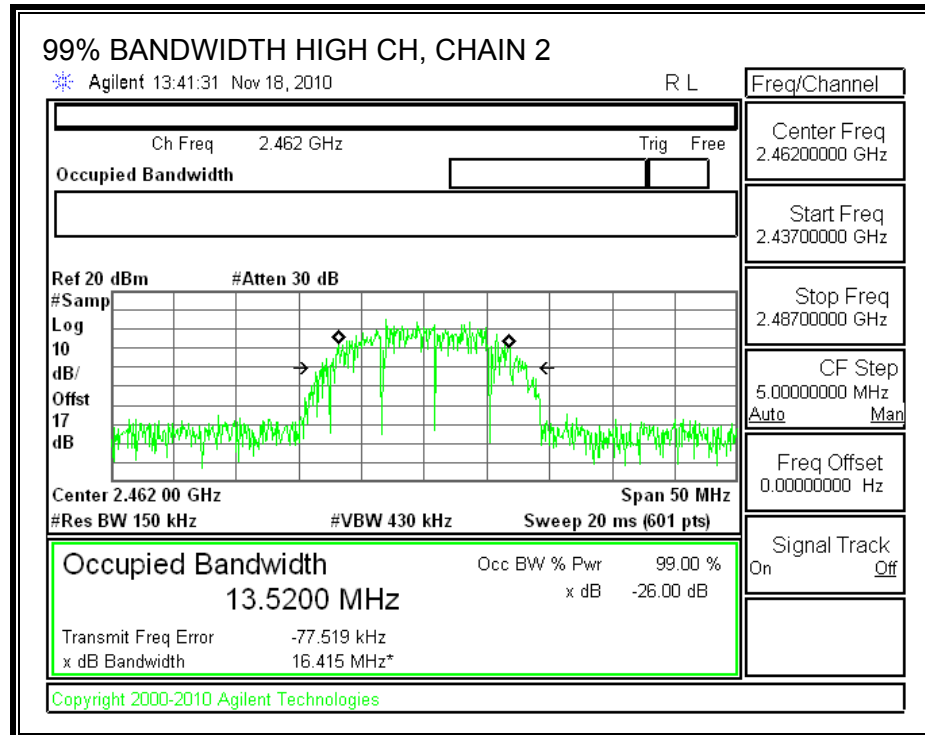 99% BANDWIDTH HIGH CH, CHAIN 2
Agilent 13:41:31 Nov 18, 2010 R L
Freq/Channel
Ch Freq 2.462 GHz Trig Free
Occupied Bandwidth
Center Freq
2.46200000 GHz
Start Freq
2.43700000 GHz
Stop Freq
2.48700000 GHz
CF Step
5.00000000 MHz
Auto Man
Freq Offset
0.00000000 Hz
Signal Track
On Off
Ref 20 dBm #Atten 30 dB
#Samp
Log
10
dB/
Offst
17
dB
Center 2.462 00 GHz Span 50 MHz
#Res BW 150 kHz #VBW 430 kHz Sweep 20 ms (601 pts)
Occupied Bandwidth Occ BW % Pwr 99.00 %
13.5200 MHz x dB -26.00 dB
Transmit Freq Error -77.519 kHz
x dB Bandwidth 16.415 MHz*
Copyright 2000-2010 Agilent Technologies